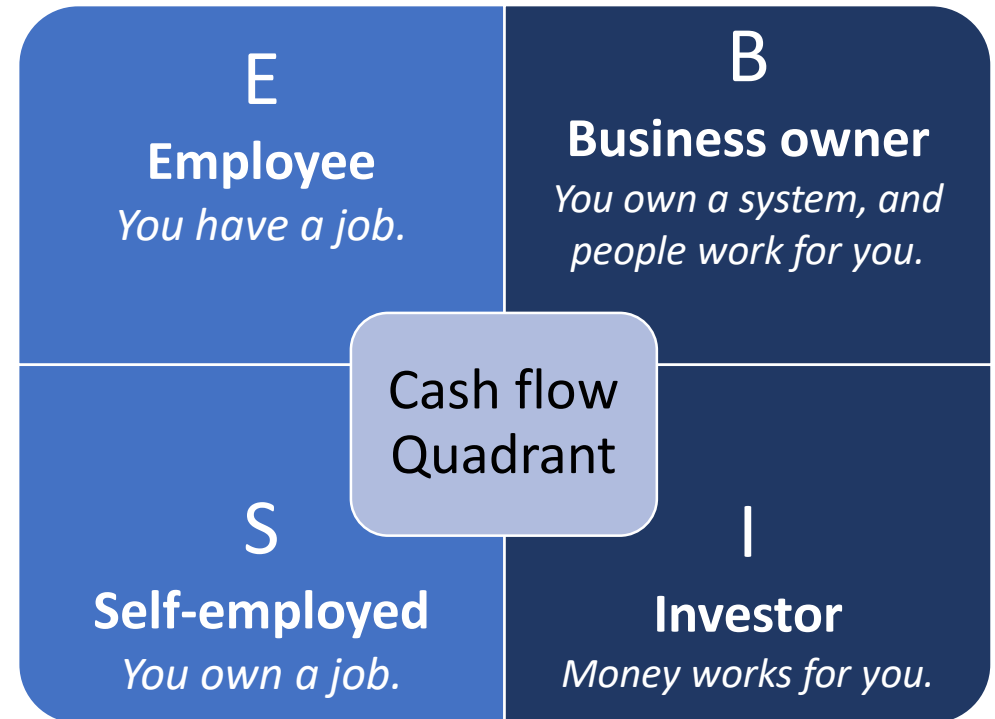 E
Employee
You have a job.
B
Business owner
You own a system, and
people work for you.
Cash flow
Quadrant
S
Self-employed
You own a job.
I
Investor
Money works for you.